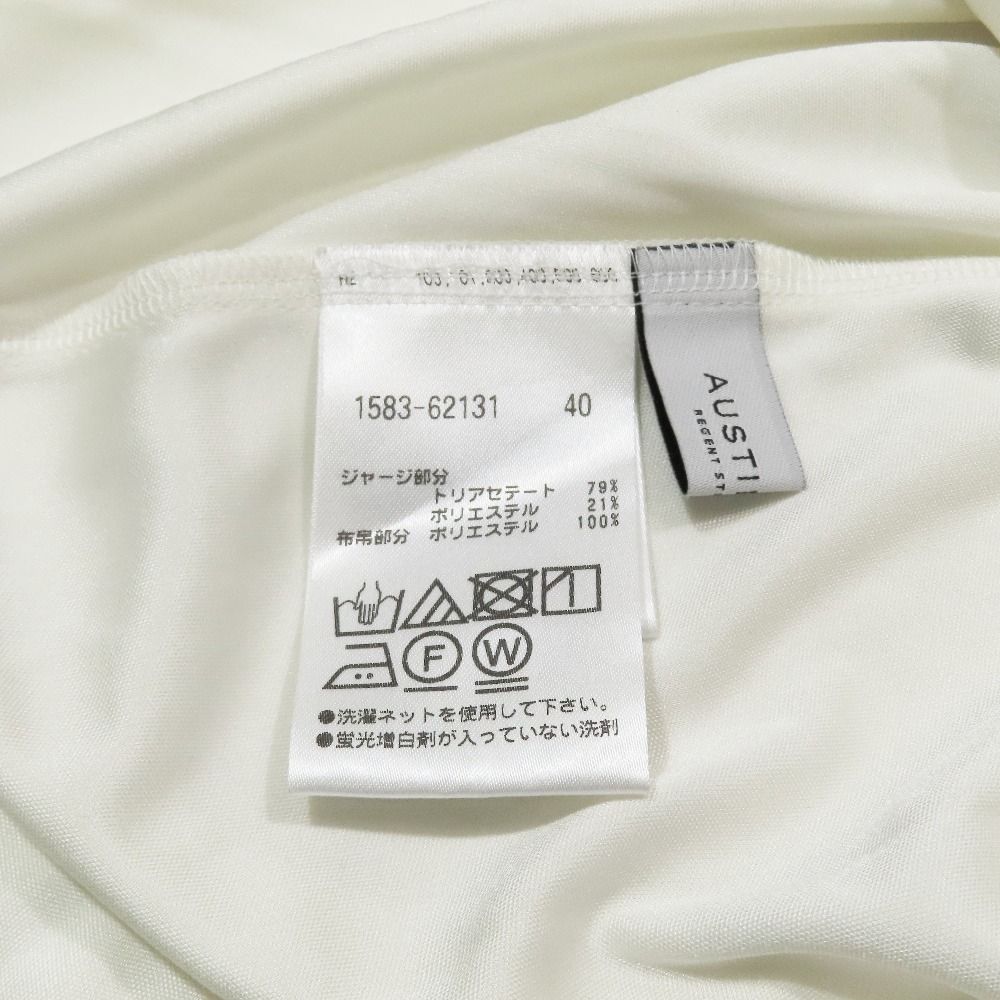 1583-62131 40
ジャージ部分
トリアセテート 79%
ポリエステル 21%
布帛部分 ポリエステル 100%
F W
●洗濯ネットを使用して下さい。
●蛍光増白剤が入っていない洗剤
AUSTI
REGENT ST